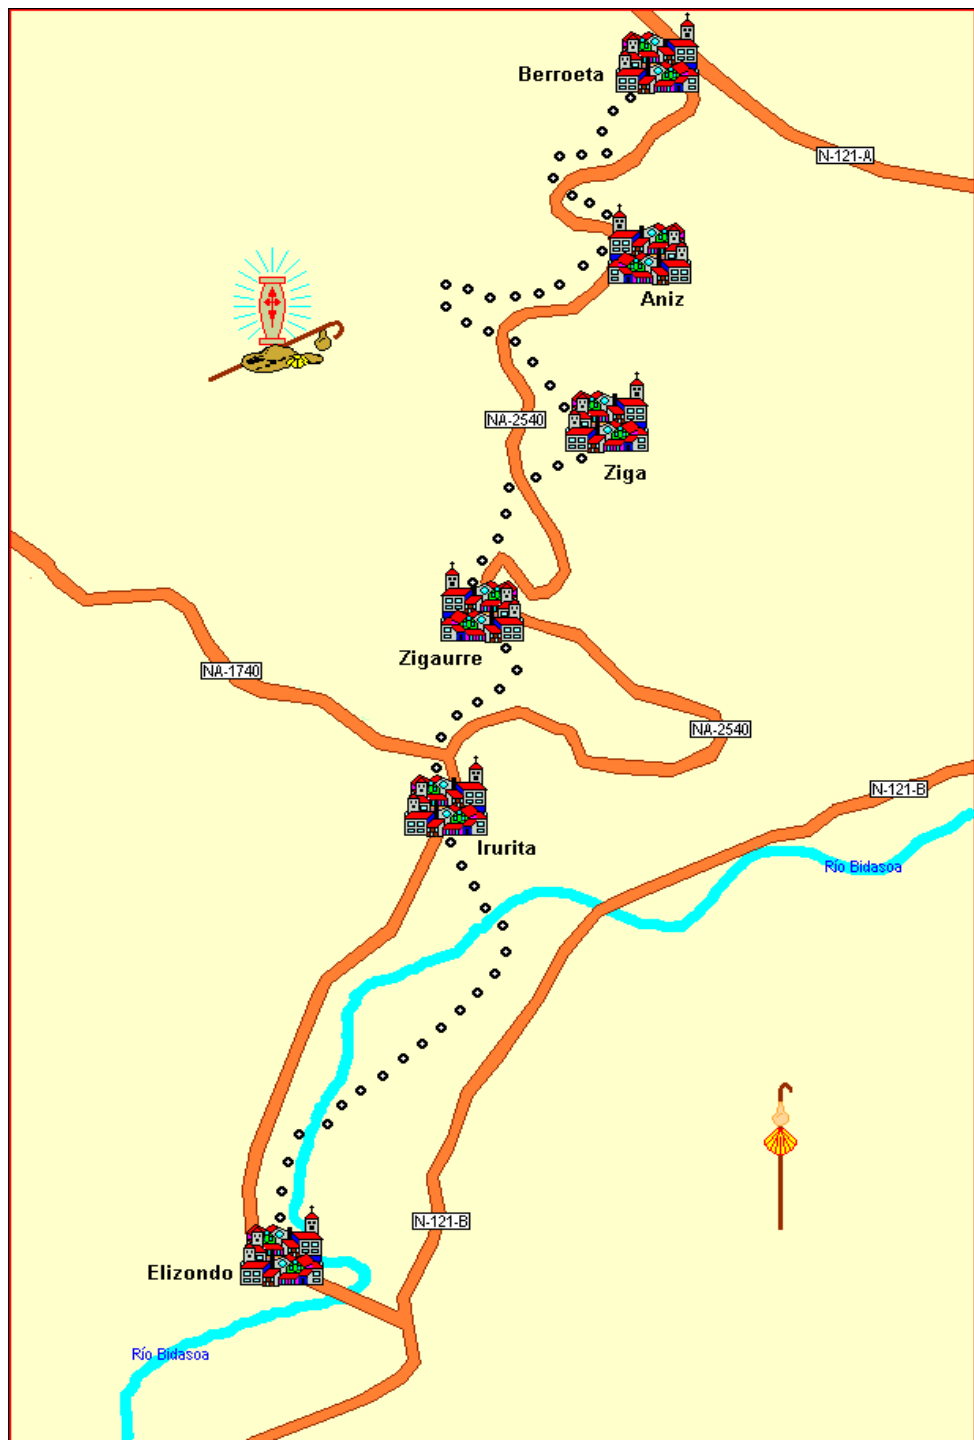 Berroeta
N-121-A
Aniz
NA-2540
Ziga
Zigaurre
NA-1740
NA-2540
N-121-B
Irurita
Río Bidasoa
N-121-B
Elizondo
Río Bidasoa